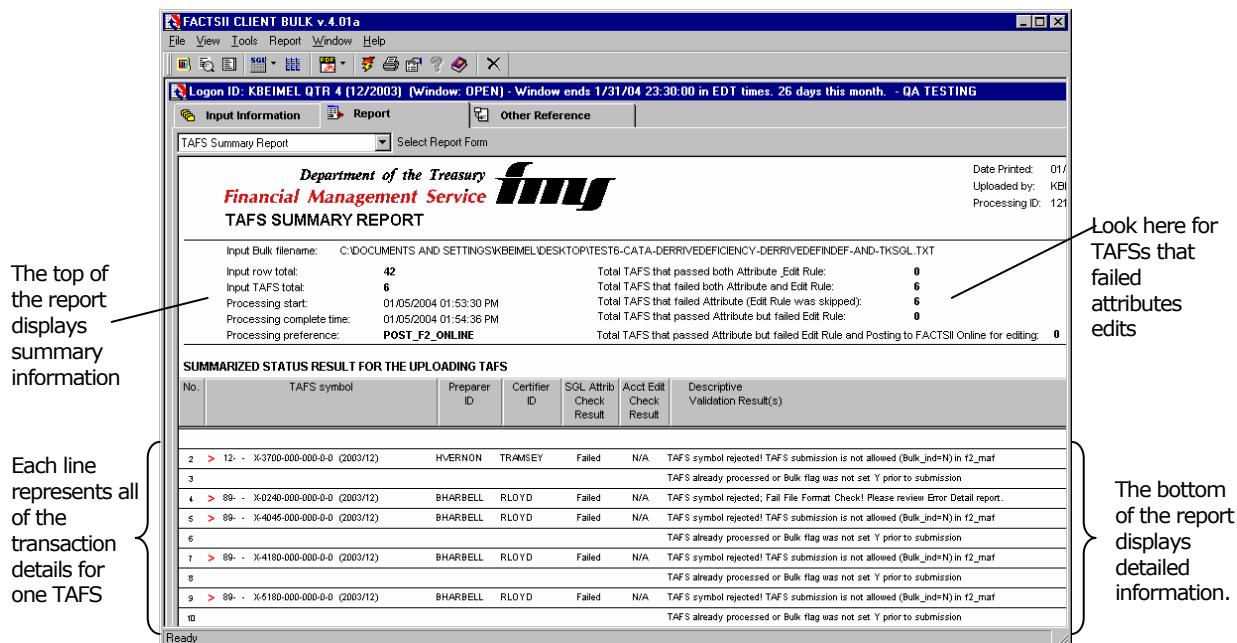 FACTSII CLIENT BULK v.4.01a
File View Tools Report Window Help
Logon ID: KBEIMEL QTR 4 (12/2003) (Window: OPEN) - Window ends 1/31/04 23:30:00 in EDT times. 26 days this month. - QA TESTING
Input Information Report Other Reference
TAFS Summary Report Select Report Form
Department of the Treasury
Financial Management Service
fms
TAFS SUMMARY REPORT
Date Printed: 01/
Uploaded by: KBI
Processing ID: 121
Input Bulk filename: C:\DOCUMENTS AND SETTINGS\KBEIMEL\DESKTOP\TEST6-CATA-DERRIVEDEFICIENCY-DERRIVEDEFINDEF-AND-TKSGL.TXT
Input row total: 42 Total TAFS that passed both Attribute _Edit Rule: 0
Input TAFS total: 6 Total TAFS that failed both Attribute and Edit Rule: 6
Processing start: 01/05/2004 01:53:30 PM Total TAFS that failed Attribute (Edit Rule was skipped): 6
Processing complete time: 01/05/2004 01:54:36 PM Total TAFS that passed Attribute but failed Edit Rule: 0
Processing preference: POST_F2_ONLINE Total TAFS that passed Attribute but failed Edit Rule and Posting to FACTSII Online for editing: 0
SUMMARIZED STATUS RESULT FOR THE UPLOADING TAFS
No. TAFS symbol Preparer ID Certifier ID SGL Attrib Check Result Acct Edit Check Result Descriptive Validation Result(s)
2 > 12- - X-3700-000-000-0-0 (2003/12) HVERNON TRAMSEY Failed N/A TAFS symbol rejected! TAFS submission is not allowed (Bulk_ind=N) in f2_maf
3 TAFS already processed or Bulk flag was not set Y prior to submission
4 > 89- - X-0240-000-000-0-0 (2003/12) BHARBELL RLOYD Failed N/A TAFS symbol rejected; Fail File Format Check! Please review Error Detail report.
5 > 89- - X-4045-000-000-0-0 (2003/12) BHARBELL RLOYD Failed N/A TAFS symbol rejected! TAFS submission is not allowed (Bulk_ind=N) in f2_maf
6 TAFS already processed or Bulk flag was not set Y prior to submission
7 > 89- - X-4180-000-000-0-0 (2003/12) BHARBELL RLOYD Failed N/A TAFS symbol rejected! TAFS submission is not allowed (Bulk_ind=N) in f2_maf
8 TAFS already processed or Bulk flag was not set Y prior to submission
9 > 89- - X-5180-000-000-0-0 (2003/12) BHARBELL RLOYD Failed N/A TAFS symbol rejected! TAFS submission is not allowed (Bulk_ind=N) in f2_maf
10 TAFS already processed or Bulk flag was not set Y prior to submission
Ready
The top of
the report
displays
summary
information
Each line
represents all
of the
transaction
details for
one TAFS
Look here for
TAFSs that
failed
attributes
edits
The bottom
of the report
displays
detailed
information.